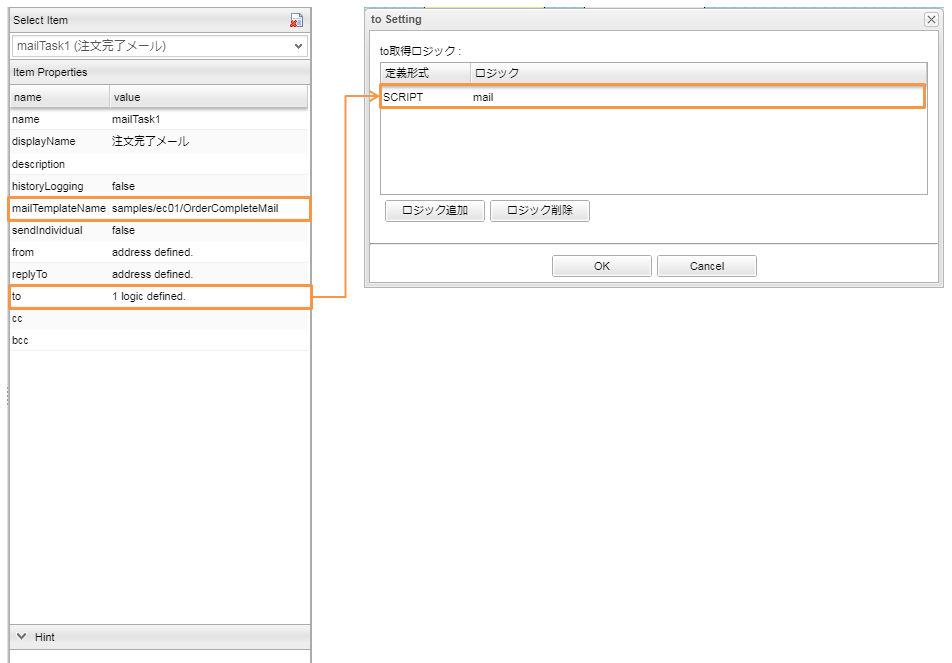 Select Item
mailTask1 (注文完了メール)
Item Properties
name value
name mailTask1
displayName 注文完了メール
description
historyLogging false
mailTemplateName samples/ec01/OrderCompleteMail
sendIndividual false
from address defined.
replyTo address defined.
to 1 logic defined.
cc
bcc
Hint
to Setting
to取得ロジック :
定義形式 ロジック
SCRIPT mail
ロジック追加 ロジック削除
OK Cancel